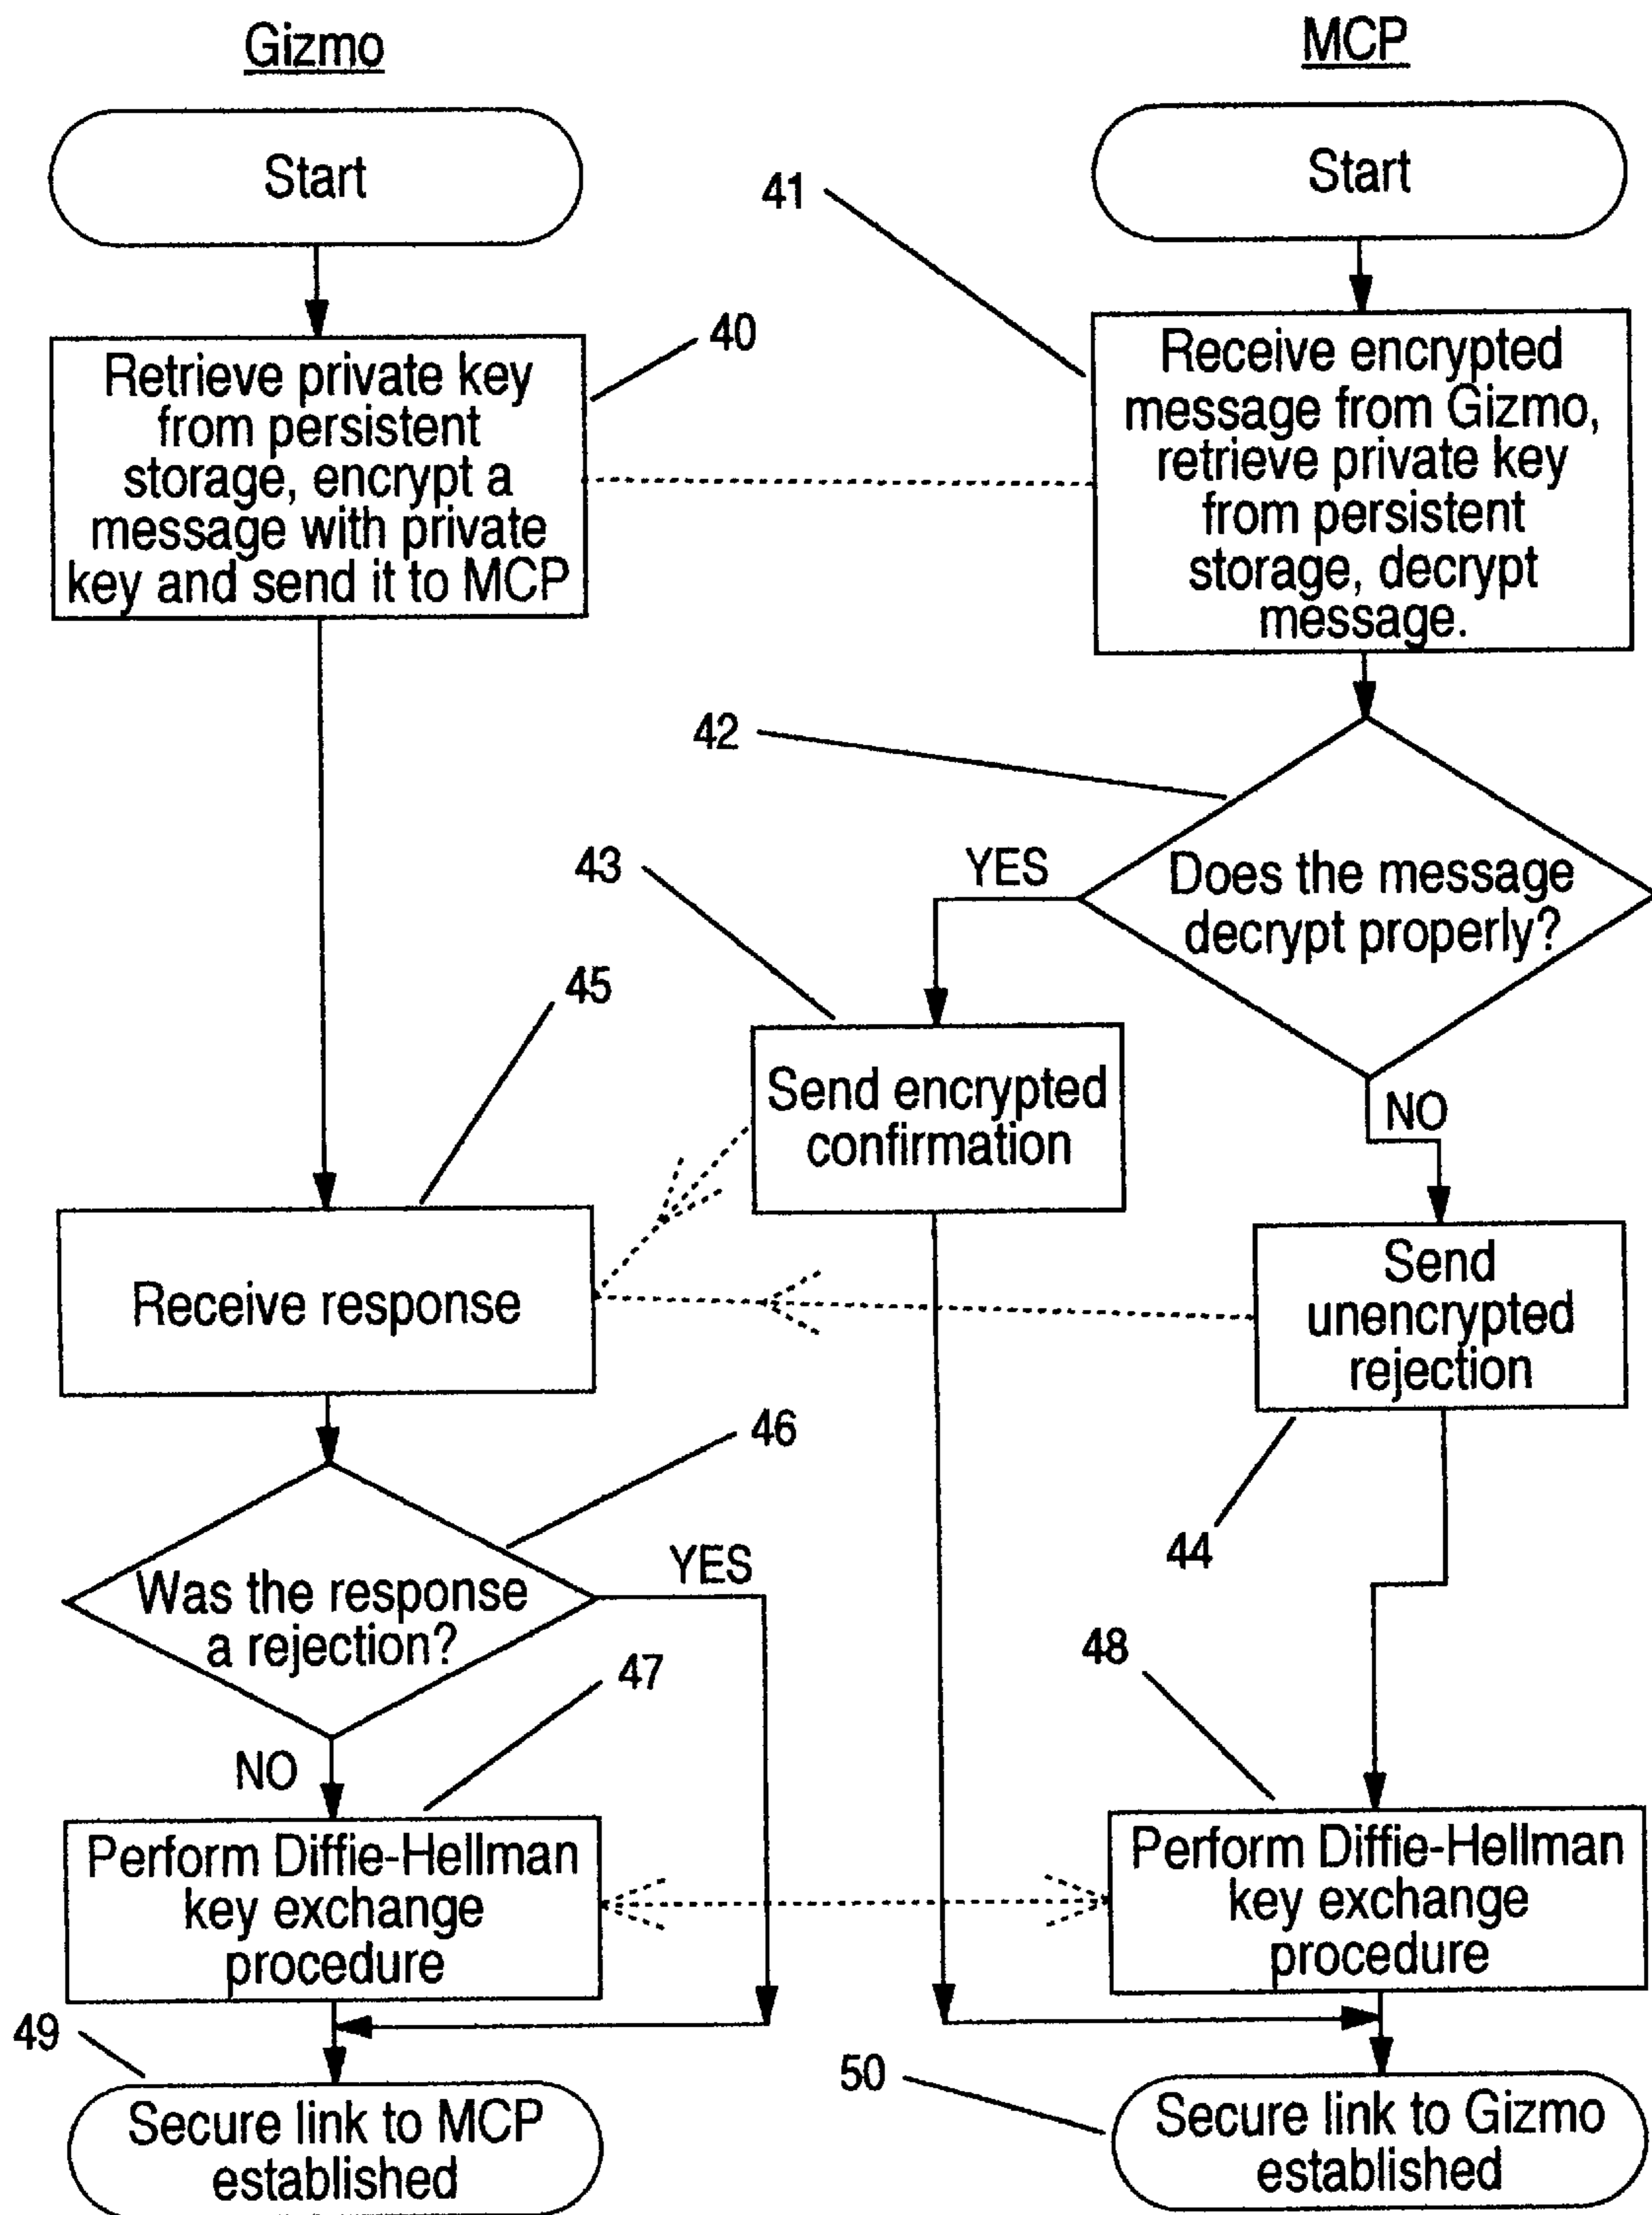 Gizmo
MCP
Start
Start
41
40
Retrieve private key
from persistent
storage, encrypt a
message with private
key and send it to MCP
Receive encrypted
message from Gizmo,
retrieve private key
from persistent
storage, decrypt
message.
42
43
YES
Does the message
decrypt properly?
45
Send encrypted
confirmation
NO
Receive response
Send
unencrypted
rejection
46
44
YES
Was the response
a rejection?
48
47
NO
Perform Diffie-Hellman
key exchange
procedure
Perform Diffie-Hellman
key exchange
procedure
49
50
Secure link to MCP
established
Secure link to Gizmo
established